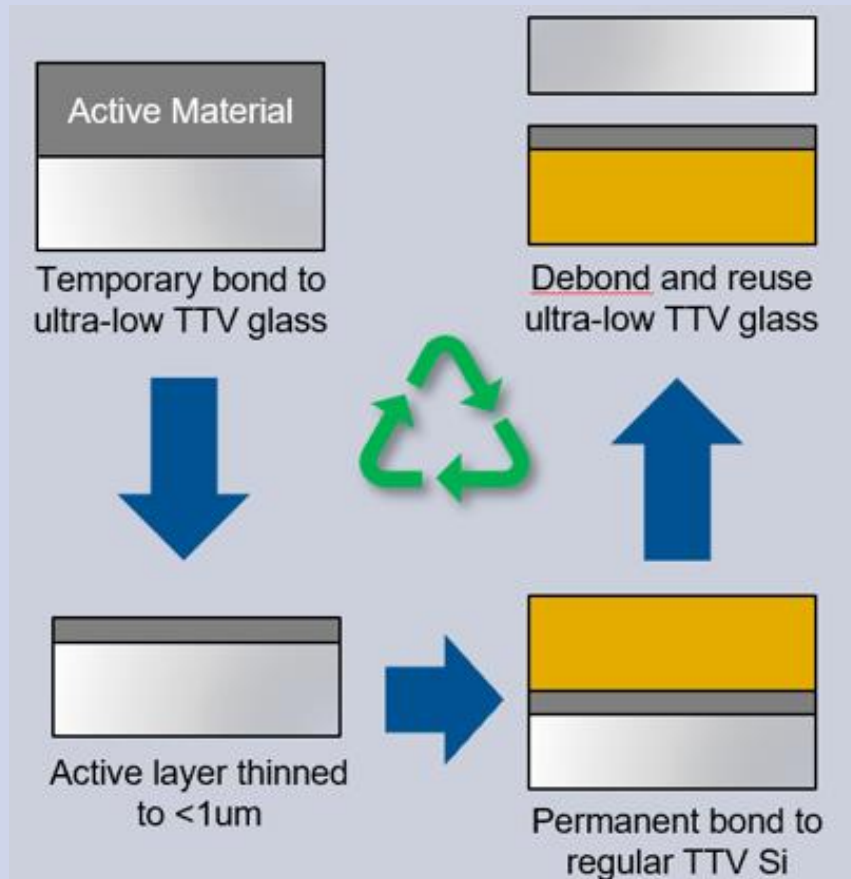 Active Material
Temporary bond to
ultra-low TTV glass
Debond and reuse
ultra-low TTV glass
Active layer thinned
to <1um
Permanent bond to
regular TTV Si